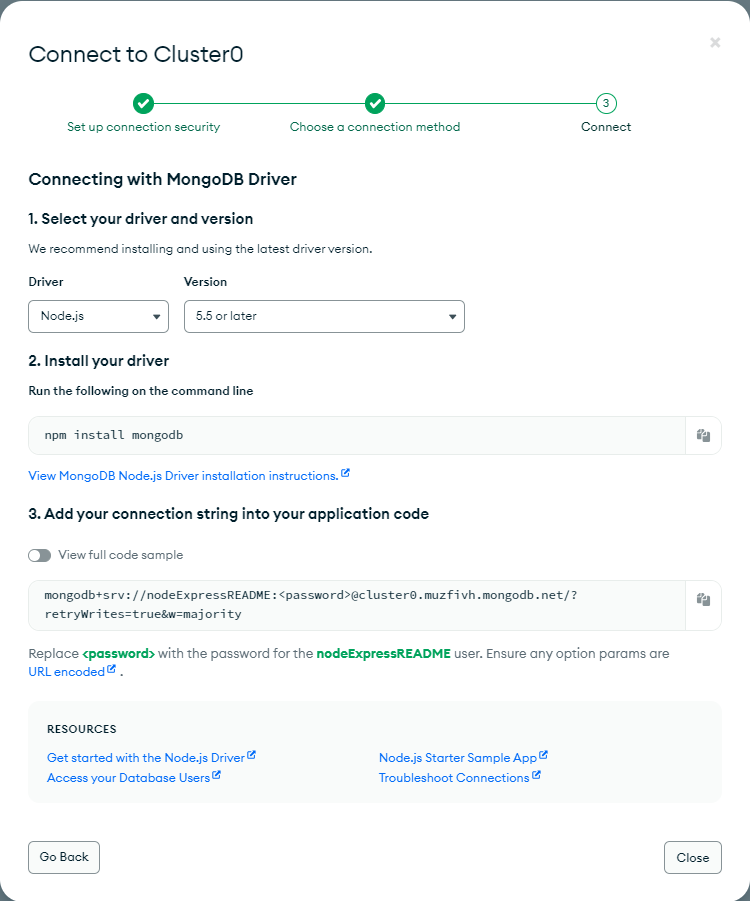 Connect to Cluster0
Set up connection security
Choose a connection method
3
Connect
Connecting with MongoDB Driver
1. Select your driver and version
We recommend installing and using the latest driver version.
Driver
Version
Node.js
5.5 or later
2. Install your driver
Run the following on the command line
npm install mongodb
View MongoDB Node.js Driver installation instructions.
3. Add your connection string into your application code
View full code sample
mongodb+srv://nodeExpressREADME:<password>@cluster0.muzfivh.mongodb.net/?
retryWrites=true&w=majority
Replace <password> with the password for the nodeExpressREADME user. Ensure any option params are
URL encoded .
RESOURCES
Get started with the Node.js Driver
Node.js Starter Sample App
Access your Database Users
Troubleshoot Connections
Go Back
Close